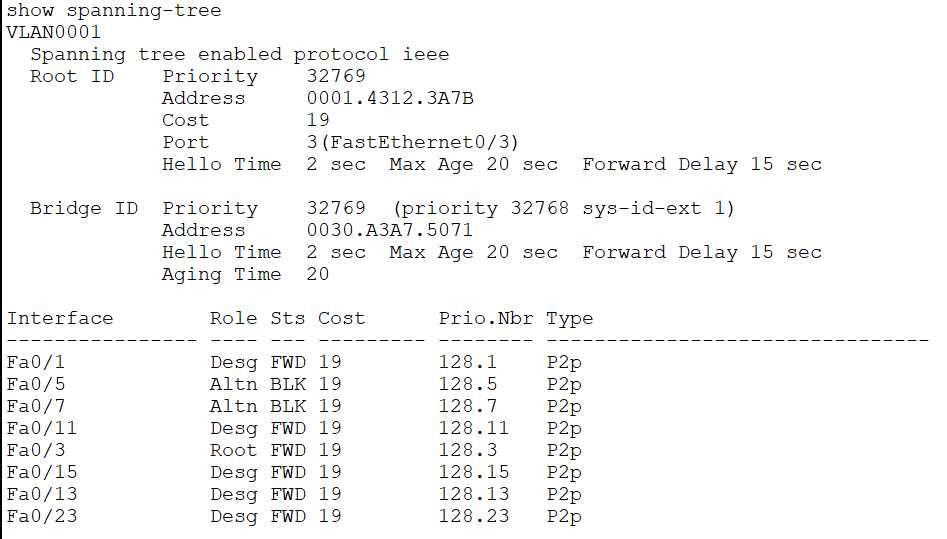 show spanning-tree
VLAN0001
  Spanning tree enabled protocol ieee
  Root ID    Priority    32769
             Address     0001.4312.3A7B
             Cost        19
             Port        3(FastEthernet0/3)
             Hello Time  2 sec  Max Age 20 sec  Forward Delay 15 sec

  Bridge ID  Priority    32769  (priority 32768 sys-id-ext 1)
             Address     0030.A3A7.5071
             Hello Time  2 sec  Max Age 20 sec  Forward Delay 15 sec
             Aging Time  20

Interface        Role Sts Cost      Prio.Nbr Type
---------------- ---- --- --------- -------- --------------------------------
Fa0/1            Desg FWD 19        128.1    P2p
Fa0/5            Altn BLK 19        128.5    P2p
Fa0/7            Altn BLK 19        128.7    P2p
Fa0/11           Desg FWD 19        128.11   P2p
Fa0/3            Root FWD 19        128.3    P2p
Fa0/15           Desg FWD 19        128.15   P2p
Fa0/13           Desg FWD 19        128.13   P2p
Fa0/23           Desg FWD 19        128.23   P2p